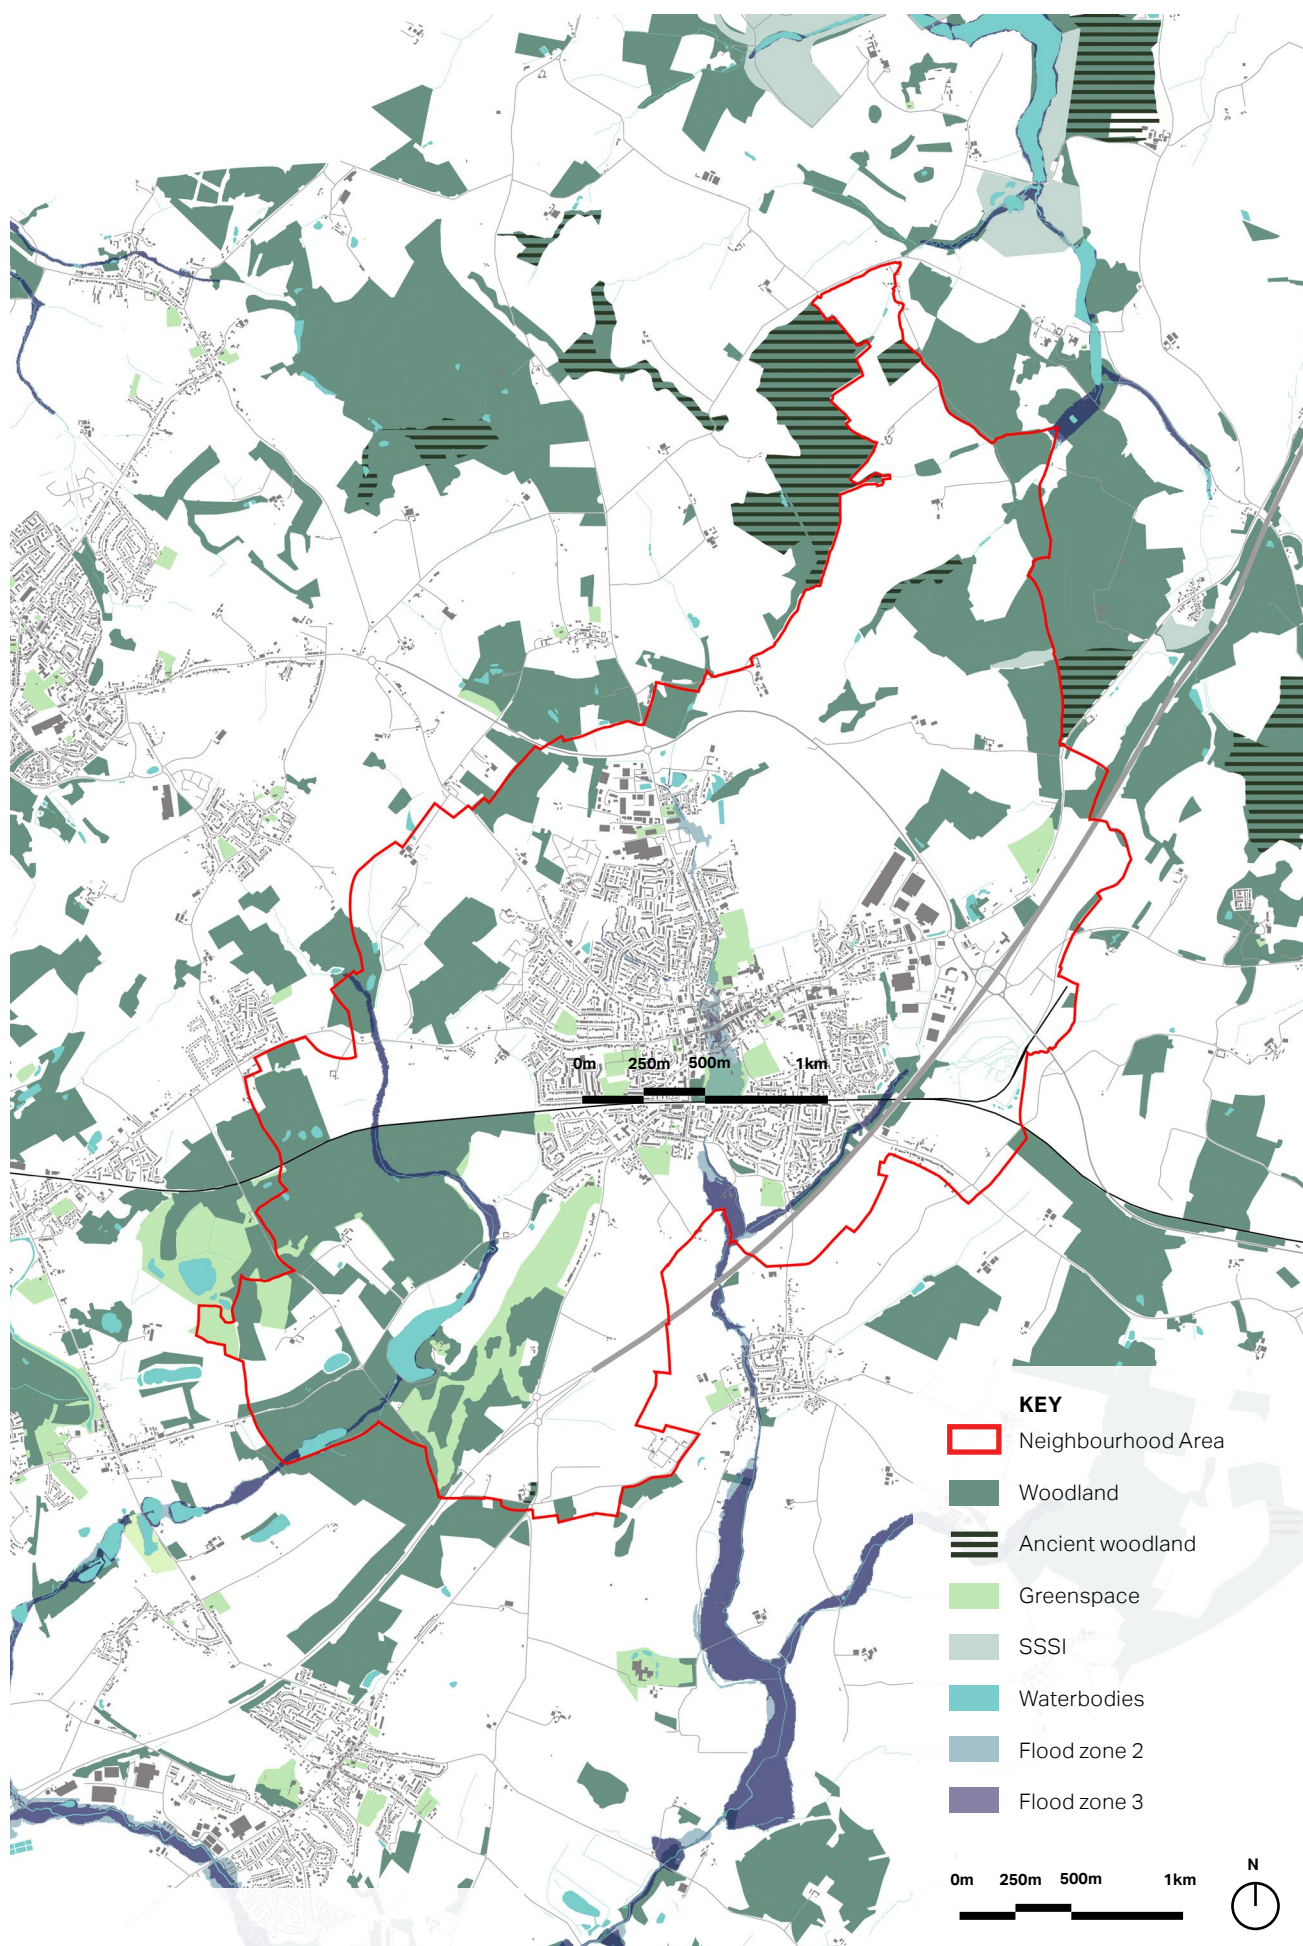 0m 250m 500m 1km
KEY
Neighbourhood Area
Woodland
Ancient woodland
Greenspace
SSSI
Waterbodies
Flood zone 2
Flood zone 3
0m 250m 500m 1km
N